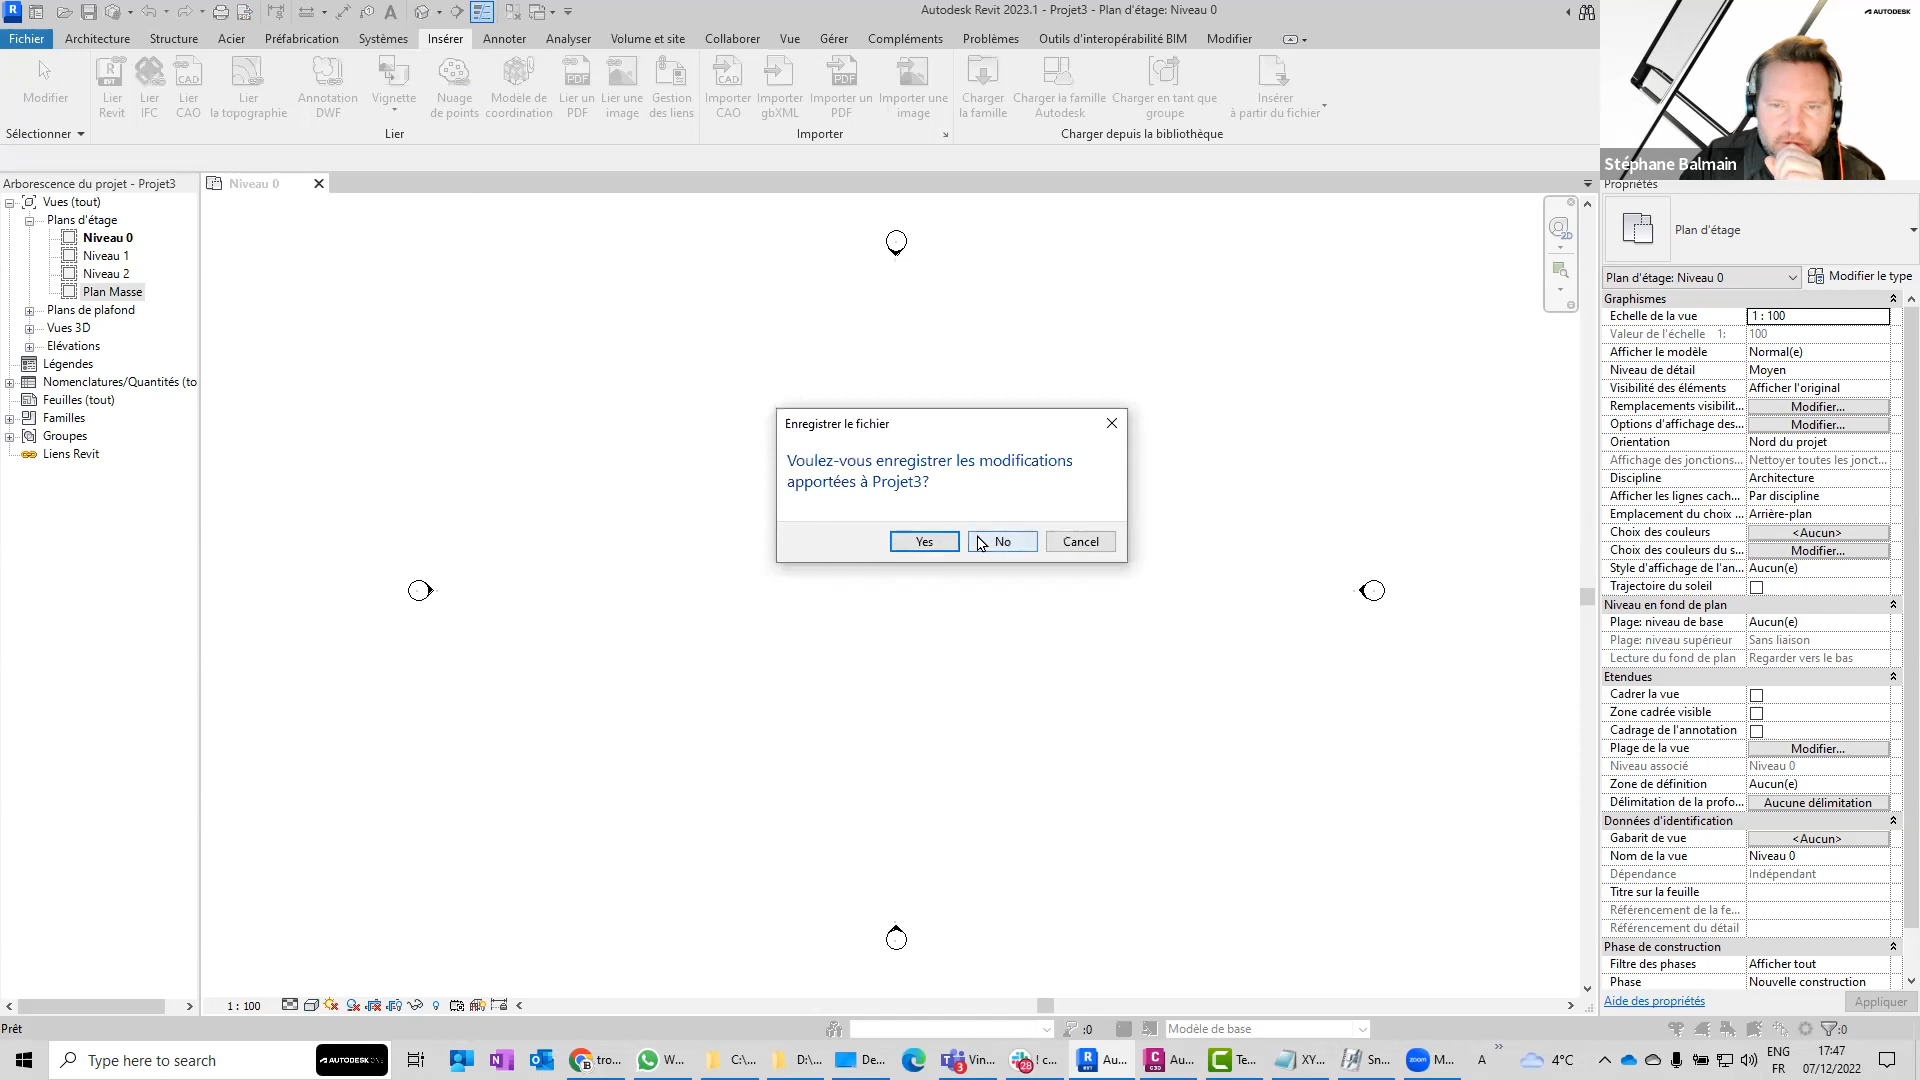 Autodesk Revit 2023.1 - Projet3 - Plan d'étage: Niveau 0
AUTODESK
Fichier Architecture Structure Acier Préfabrication Systèmes Insérer Annoter Analyser Volume et site Collaborer Vue Gérer Compléments Problèmes Outils d'interopérabilité BIM Modifier
Modifier
Lier Revit
Lier IFC
Lier CAO
Lier la topographie
Annotation DWF
Vignette
Nuage de points
Modèle de coordination
Lier un PDF
Lier une image
Gestion des liens
Importer CAO
Importer gbXML
Importer un PDF
Importer une image
Charger la famille
Charger la famille Autodesk
Charger en tant que groupe
Insérer à partir du fichier
Sélectionner
Lier
Importer
Charger depuis la bibliothèque
Stéphane Balmain
Arborescence du projet - Projet3
Vues (tout)
Plans d'étage
Niveau 0
Niveau 1
Niveau 2
Plan Masse
Plans de plafond
Vues 3D
Elévations
Légendes
Nomenclatures/Quantités (to
Feuilles (tout)
Familles
Groupes
Liens Revit
Niveau 0
2D
Enregistrer le fichier
Voulez-vous enregistrer les modifications
apportées à Projet3?
Yes No Cancel
Propriétés
Plan d'étage
Plan d'étage: Niveau 0 Modifier le type
Graphismes
Echelle de la vue 1 : 100
Valeur de l'échelle 1: 100
Afficher le modèle Normal(e)
Niveau de détail Moyen
Visibilité des éléments Afficher l'original
Remplacements visibilit... Modifier...
Options d'affichage des... Modifier...
Orientation Nord du projet
Affichage des jonctions... Nettoyer toutes les jonct...
Discipline Architecture
Afficher les lignes cach... Par discipline
Emplacement du choix ... Arrière-plan
Choix des couleurs <Aucun>
Choix des couleurs du s... Modifier...
Style d'affichage de l'an... Aucun(e)
Trajectoire du soleil
Niveau en fond de plan
Plage: niveau de base Aucun(e)
Plage: niveau supérieur Sans liaison
Lecture du fond de plan Regarder vers le bas
Etendues
Cadrer la vue
Zone cadrée visible
Cadrage de l'annotation
Plage de la vue Modifier...
Niveau associé Niveau 0
Zone de définition Aucun(e)
Délimitation de la profo... Aucune délimitation
Données d'identification
Gabarit de vue <Aucun>
Nom de la vue Niveau 0
Dépendance Indépendant
Titre sur la feuille
Référencement de la fe...
Référencement du détail
Phase de construction
Filtre des phases Afficher tout
Phase Nouvelle construction
Aide des propriétés Appliquer
1 : 100
Prêt
:0
Modèle de base
:0
Type here to search
AUTODESK
tro...
W...
C:\...
D:\...
De...
Vin...
! c...
Au...
Au...
Te...
XY...
Sn...
M...
A
4°C
ENG
FR
17:47
07/12/2022